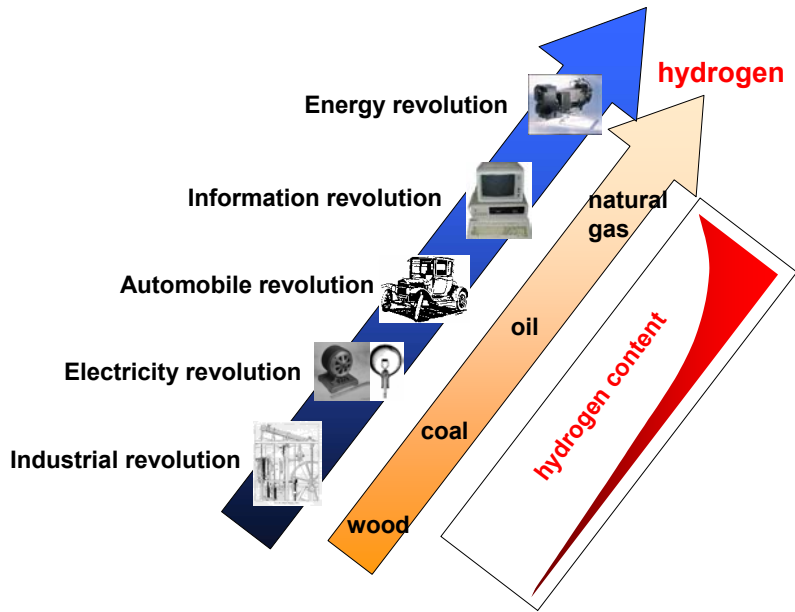 hydrogen
Energy revolution
Information revolution
natural
gas
Automobile revolution
oil
Electricity revolution
hydrogen content
coal
Industrial revolution
wood